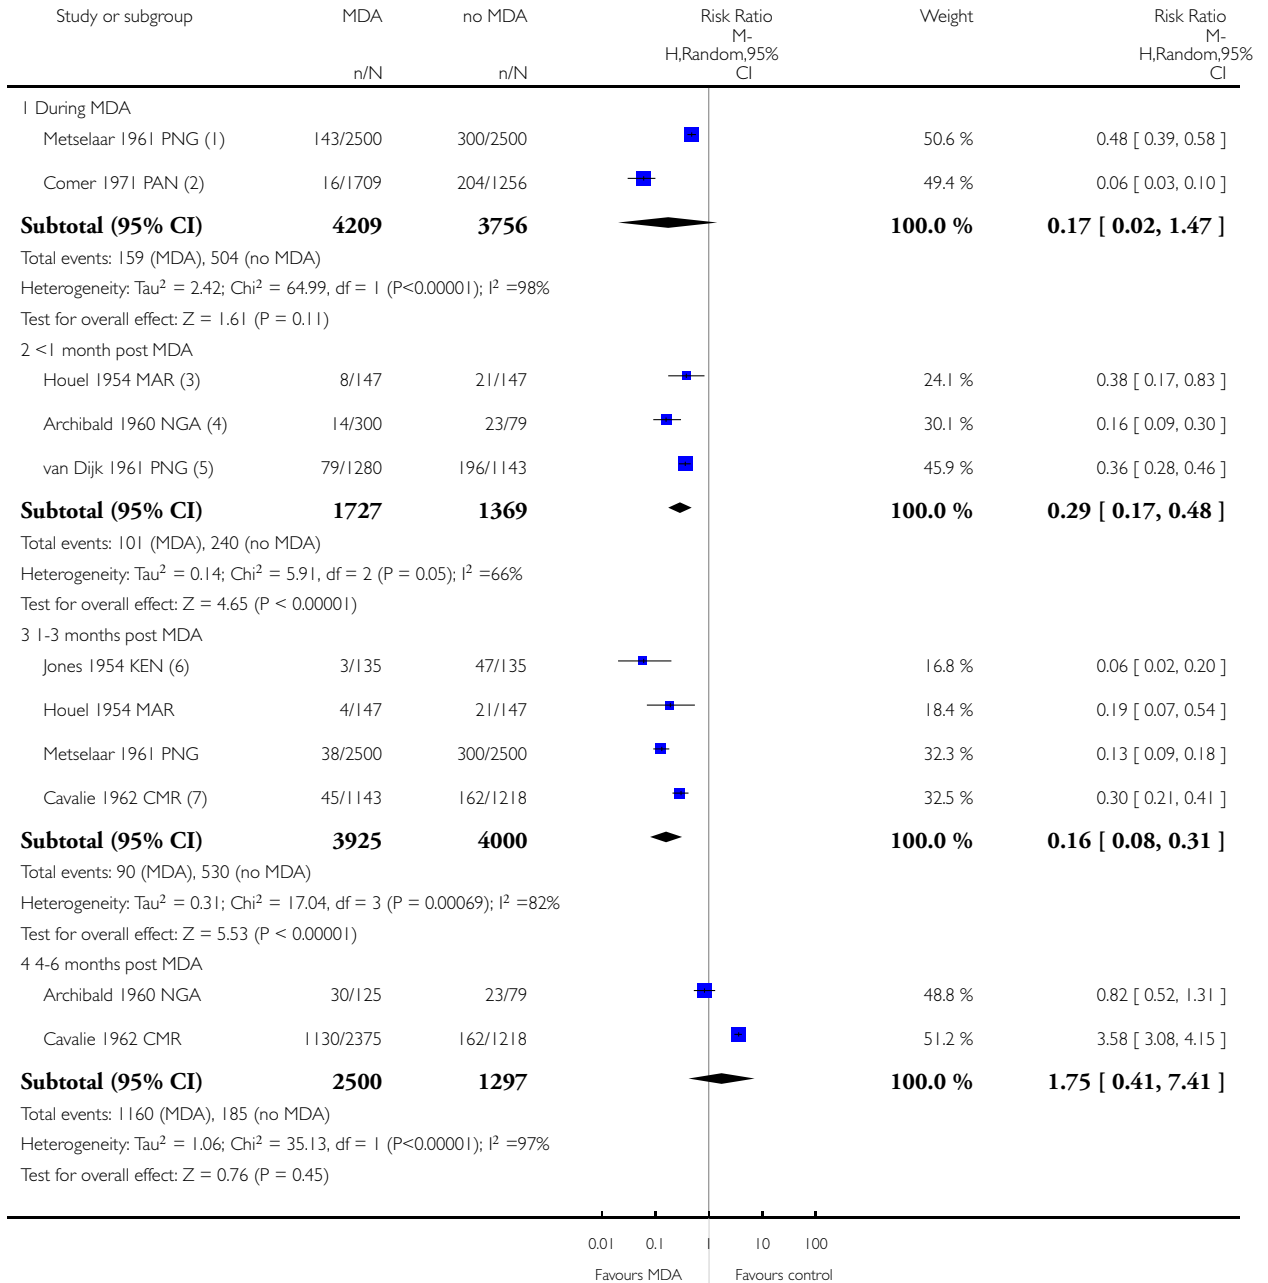 Study or subgroup MDA no MDA Risk Ratio Weight Risk Ratio
M- M-
H,Random,95% H,Random,95%
n/N n/N CI CI
1 During MDA
Metselaar 1961 PNG (1) 143/2500 300/2500 50.6 % 0.48 [ 0.39, 0.58 ]
Comer 1971 PAN (2) 16/1709 204/1256 49.4 % 0.06 [ 0.03, 0.10 ]
Subtotal (95% CI) 4209 3756 100.0 % 0.17 [ 0.02, 1.47 ]
Total events: 159 (MDA), 504 (no MDA)
Heterogeneity: Tau² = 2.42; Chi² = 64.99, df = 1 (P<0.00001); I² =98%
Test for overall effect: Z = 1.61 (P = 0.11)
2 <1 month post MDA
Houel 1954 MAR (3) 8/147 21/147 24.1 % 0.38 [ 0.17, 0.83 ]
Archibald 1960 NGA (4) 14/300 23/79 30.1 % 0.16 [ 0.09, 0.30 ]
van Dijk 1961 PNG (5) 79/1280 196/1143 45.9 % 0.36 [ 0.28, 0.46 ]
Subtotal (95% CI) 1727 1369 100.0 % 0.29 [ 0.17, 0.48 ]
Total events: 101 (MDA), 240 (no MDA)
Heterogeneity: Tau² = 0.14; Chi² = 5.91, df = 2 (P = 0.05); I² =66%
Test for overall effect: Z = 4.65 (P < 0.00001)
3 1-3 months post MDA
Jones 1954 KEN (6) 3/135 47/135 16.8 % 0.06 [ 0.02, 0.20 ]
Houel 1954 MAR 4/147 21/147 18.4 % 0.19 [ 0.07, 0.54 ]
Metselaar 1961 PNG 38/2500 300/2500 32.3 % 0.13 [ 0.09, 0.18 ]
Cavalie 1962 CMR (7) 45/1143 162/1218 32.5 % 0.30 [ 0.21, 0.41 ]
Subtotal (95% CI) 3925 4000 100.0 % 0.16 [ 0.08, 0.31 ]
Total events: 90 (MDA), 530 (no MDA)
Heterogeneity: Tau² = 0.31; Chi² = 17.04, df = 3 (P = 0.00069); I² =82%
Test for overall effect: Z = 5.53 (P < 0.00001)
4 4-6 months post MDA
Archibald 1960 NGA 30/125 23/79 48.8 % 0.82 [ 0.52, 1.31 ]
Cavalie 1962 CMR 1130/2375 162/1218 51.2 % 3.58 [ 3.08, 4.15 ]
Subtotal (95% CI) 2500 1297 100.0 % 1.75 [ 0.41, 7.41 ]
Total events: 1160 (MDA), 185 (no MDA)
Heterogeneity: Tau² = 1.06; Chi² = 35.13, df = 1 (P<0.00001); I² =97%
Test for overall effect: Z = 0.76 (P = 0.45)
0.01 0.1 1 10 100
Favours MDA Favours control